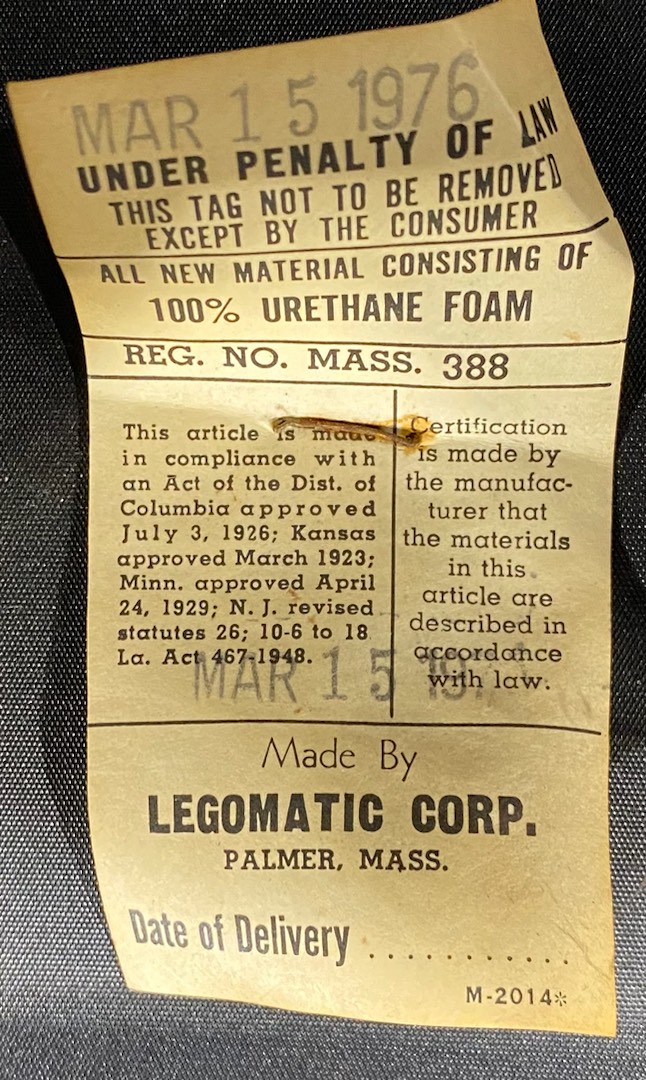 MAR 15 1976
UNDER PENALTY OF LAW
THIS TAG NOT TO BE REMOVED
EXCEPT BY THE CONSUMER
ALL NEW MATERIAL CONSISTING OF
100% URETHANE FOAM
REG. NO. MASS. 388
This article is made
in compliance with
an Act of the Dist. of
Columbia approved
July 3, 1926; Kansas
approved March 1923;
Minn. approved April
24, 1929; N. J. revised
statutes 26; 10-6 to 18
La. Act 467-1948.
Certification
is made by
the manufac-
turer that
the materials
in this
article are
described in
accordance
with law.
MAR 15
Made By
LEGOMATIC CORP.
PALMER, MASS.
Date of Delivery ...........
M-2014*